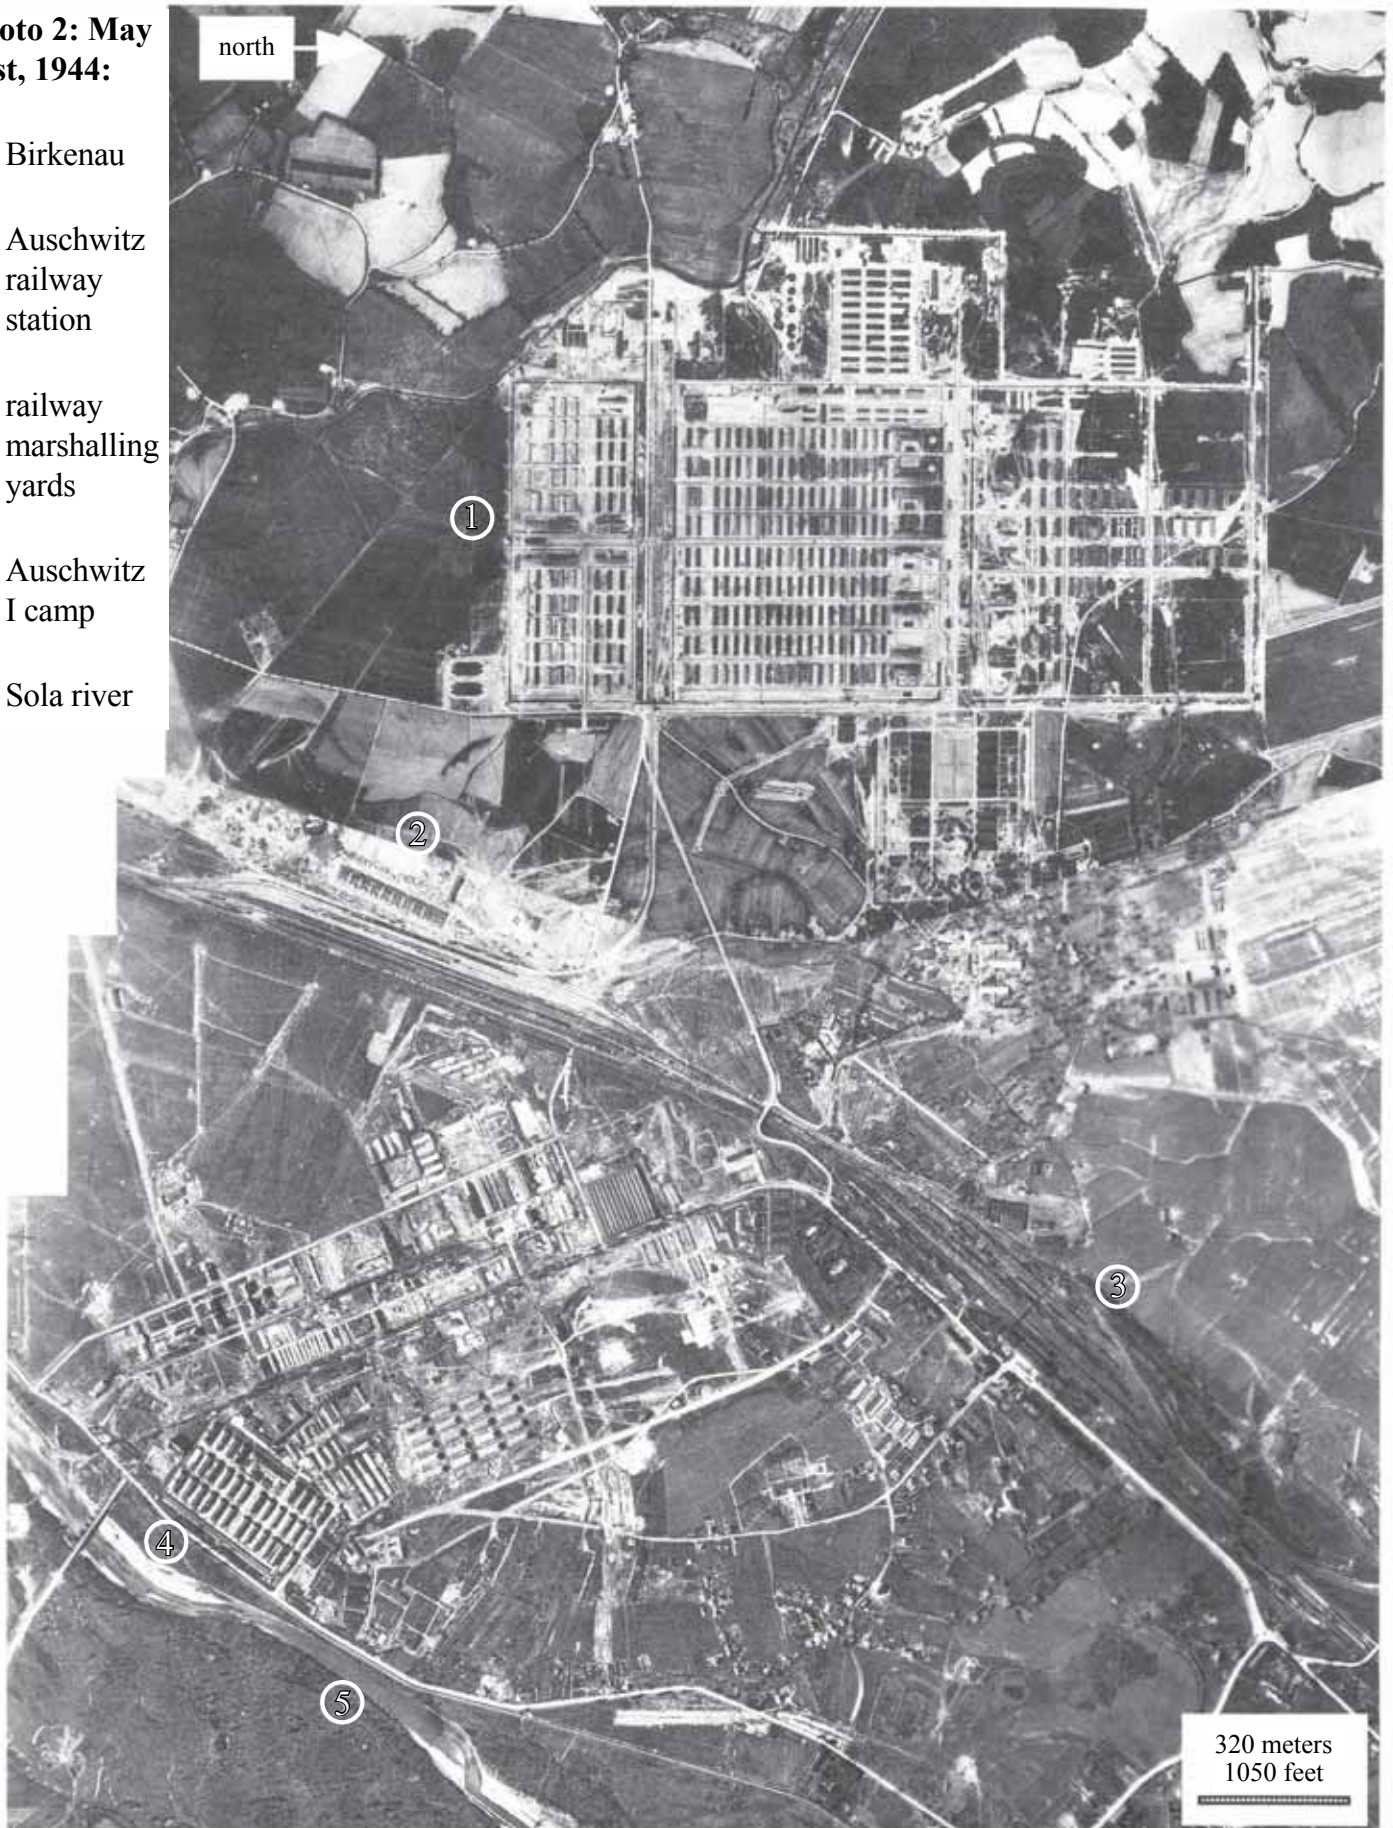 oto 2: May
st, 1944:
Birkenau
Auschwitz
railway
station
railway
marshalling
yards
Auschwitz
I camp
Sola river
north
1
2
3
4
5
320 meters
1050 feet